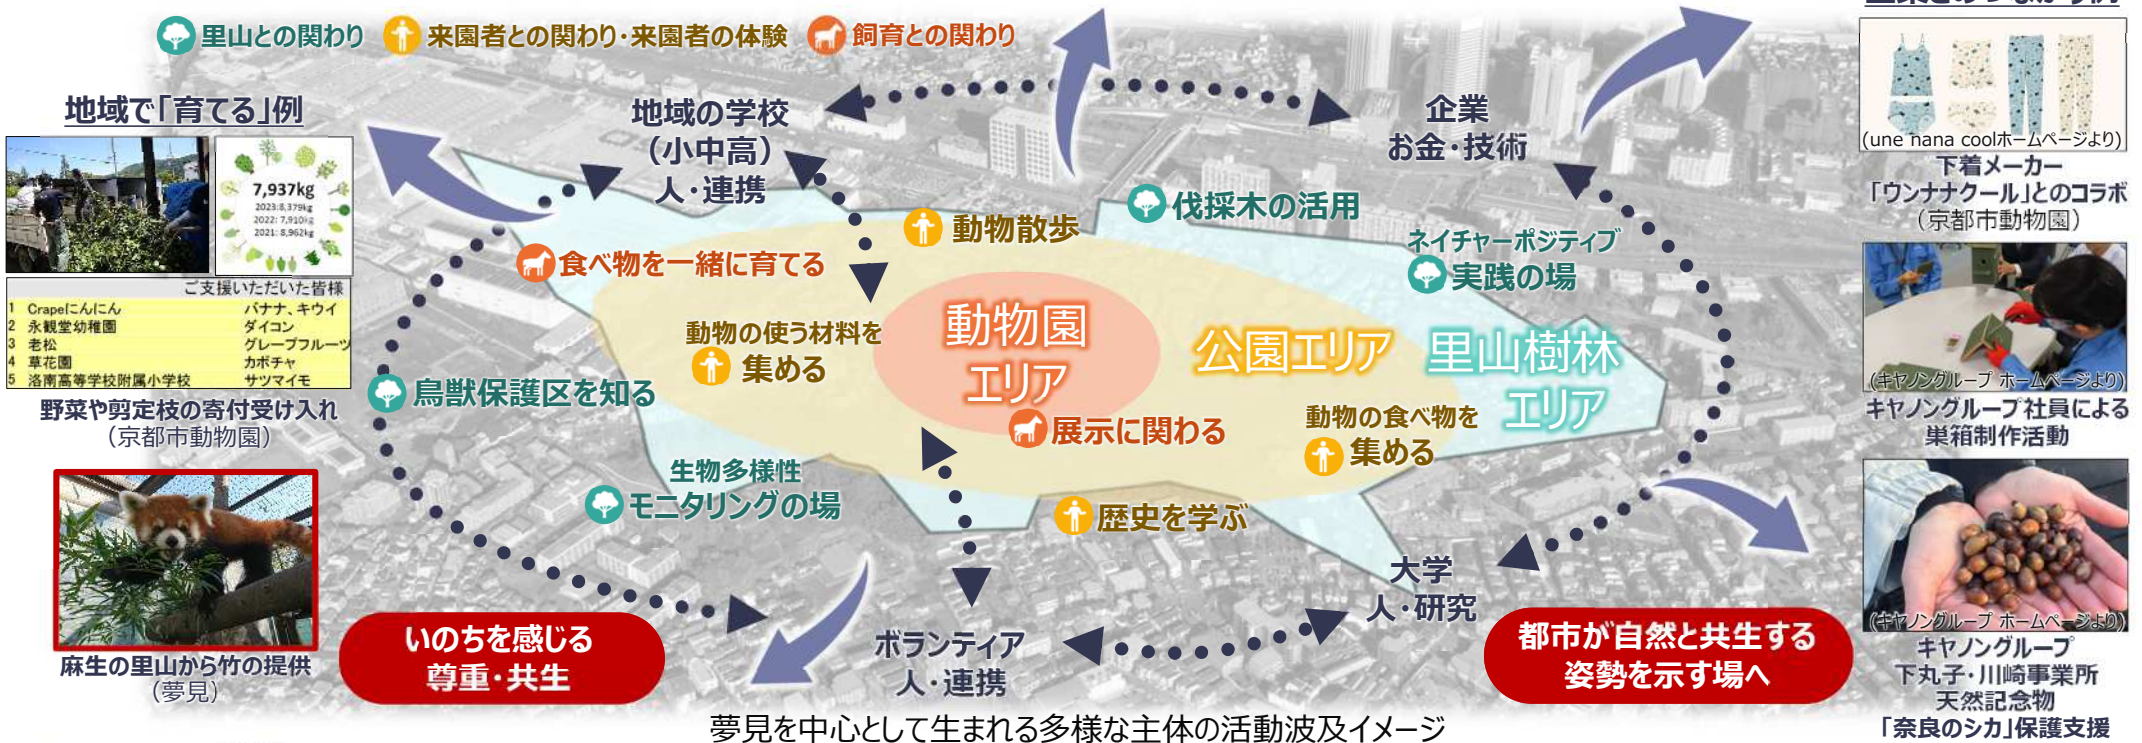 里山との関わり
来園者との関わり・来園者の体験
飼育との関わり
地域で「育てる」例
7,937kg
2023:8,379kg
2022: 7,910kg
2021: 8,962kg
ご支援いただいた皆様
1 Crapeにんにん バナナ、キウイ
2 永観堂幼稚園 ダイコン
3 老松 グレープフルーツ
4 草花園 カボチャ
5 洛南高等学校附属小学校 サツマイモ
野菜や剪定枝の寄付受け入れ
（京都市動物園）
麻生の里山から竹の提供
（夢見）
地域の学校
（小中高）
人・連携
企業
お金・技術
伐採木の活用
動物散歩
ネイチャーポジティブ
実践の場
食べ物を一緒に育てる
動物園
エリア
公園エリア
里山樹林
エリア
動物の使う材料を
集める
鳥獣保護区を知る
展示に関わる
動物の食べ物を
集める
生物多様性
モニタリングの場
歴史を学ぶ
大学
人・研究
ボランティア
人・連携
いのちを感じる
尊重・共生
都市が自然と共生する
姿勢を示す場へ
夢見を中心として生まれる多様な主体の活動波及イメージ
(une nana coolホームページより)
下着メーカー
「ウンナナクール」とのコラボ
（京都市動物園）
(キヤノングループ ホームページより)
キヤノングループ社員による
巣箱制作活動
(キヤノングループ ホームページより)
キヤノングループ
下丸子・川崎事業所
天然記念物
「奈良のシカ」保護支援